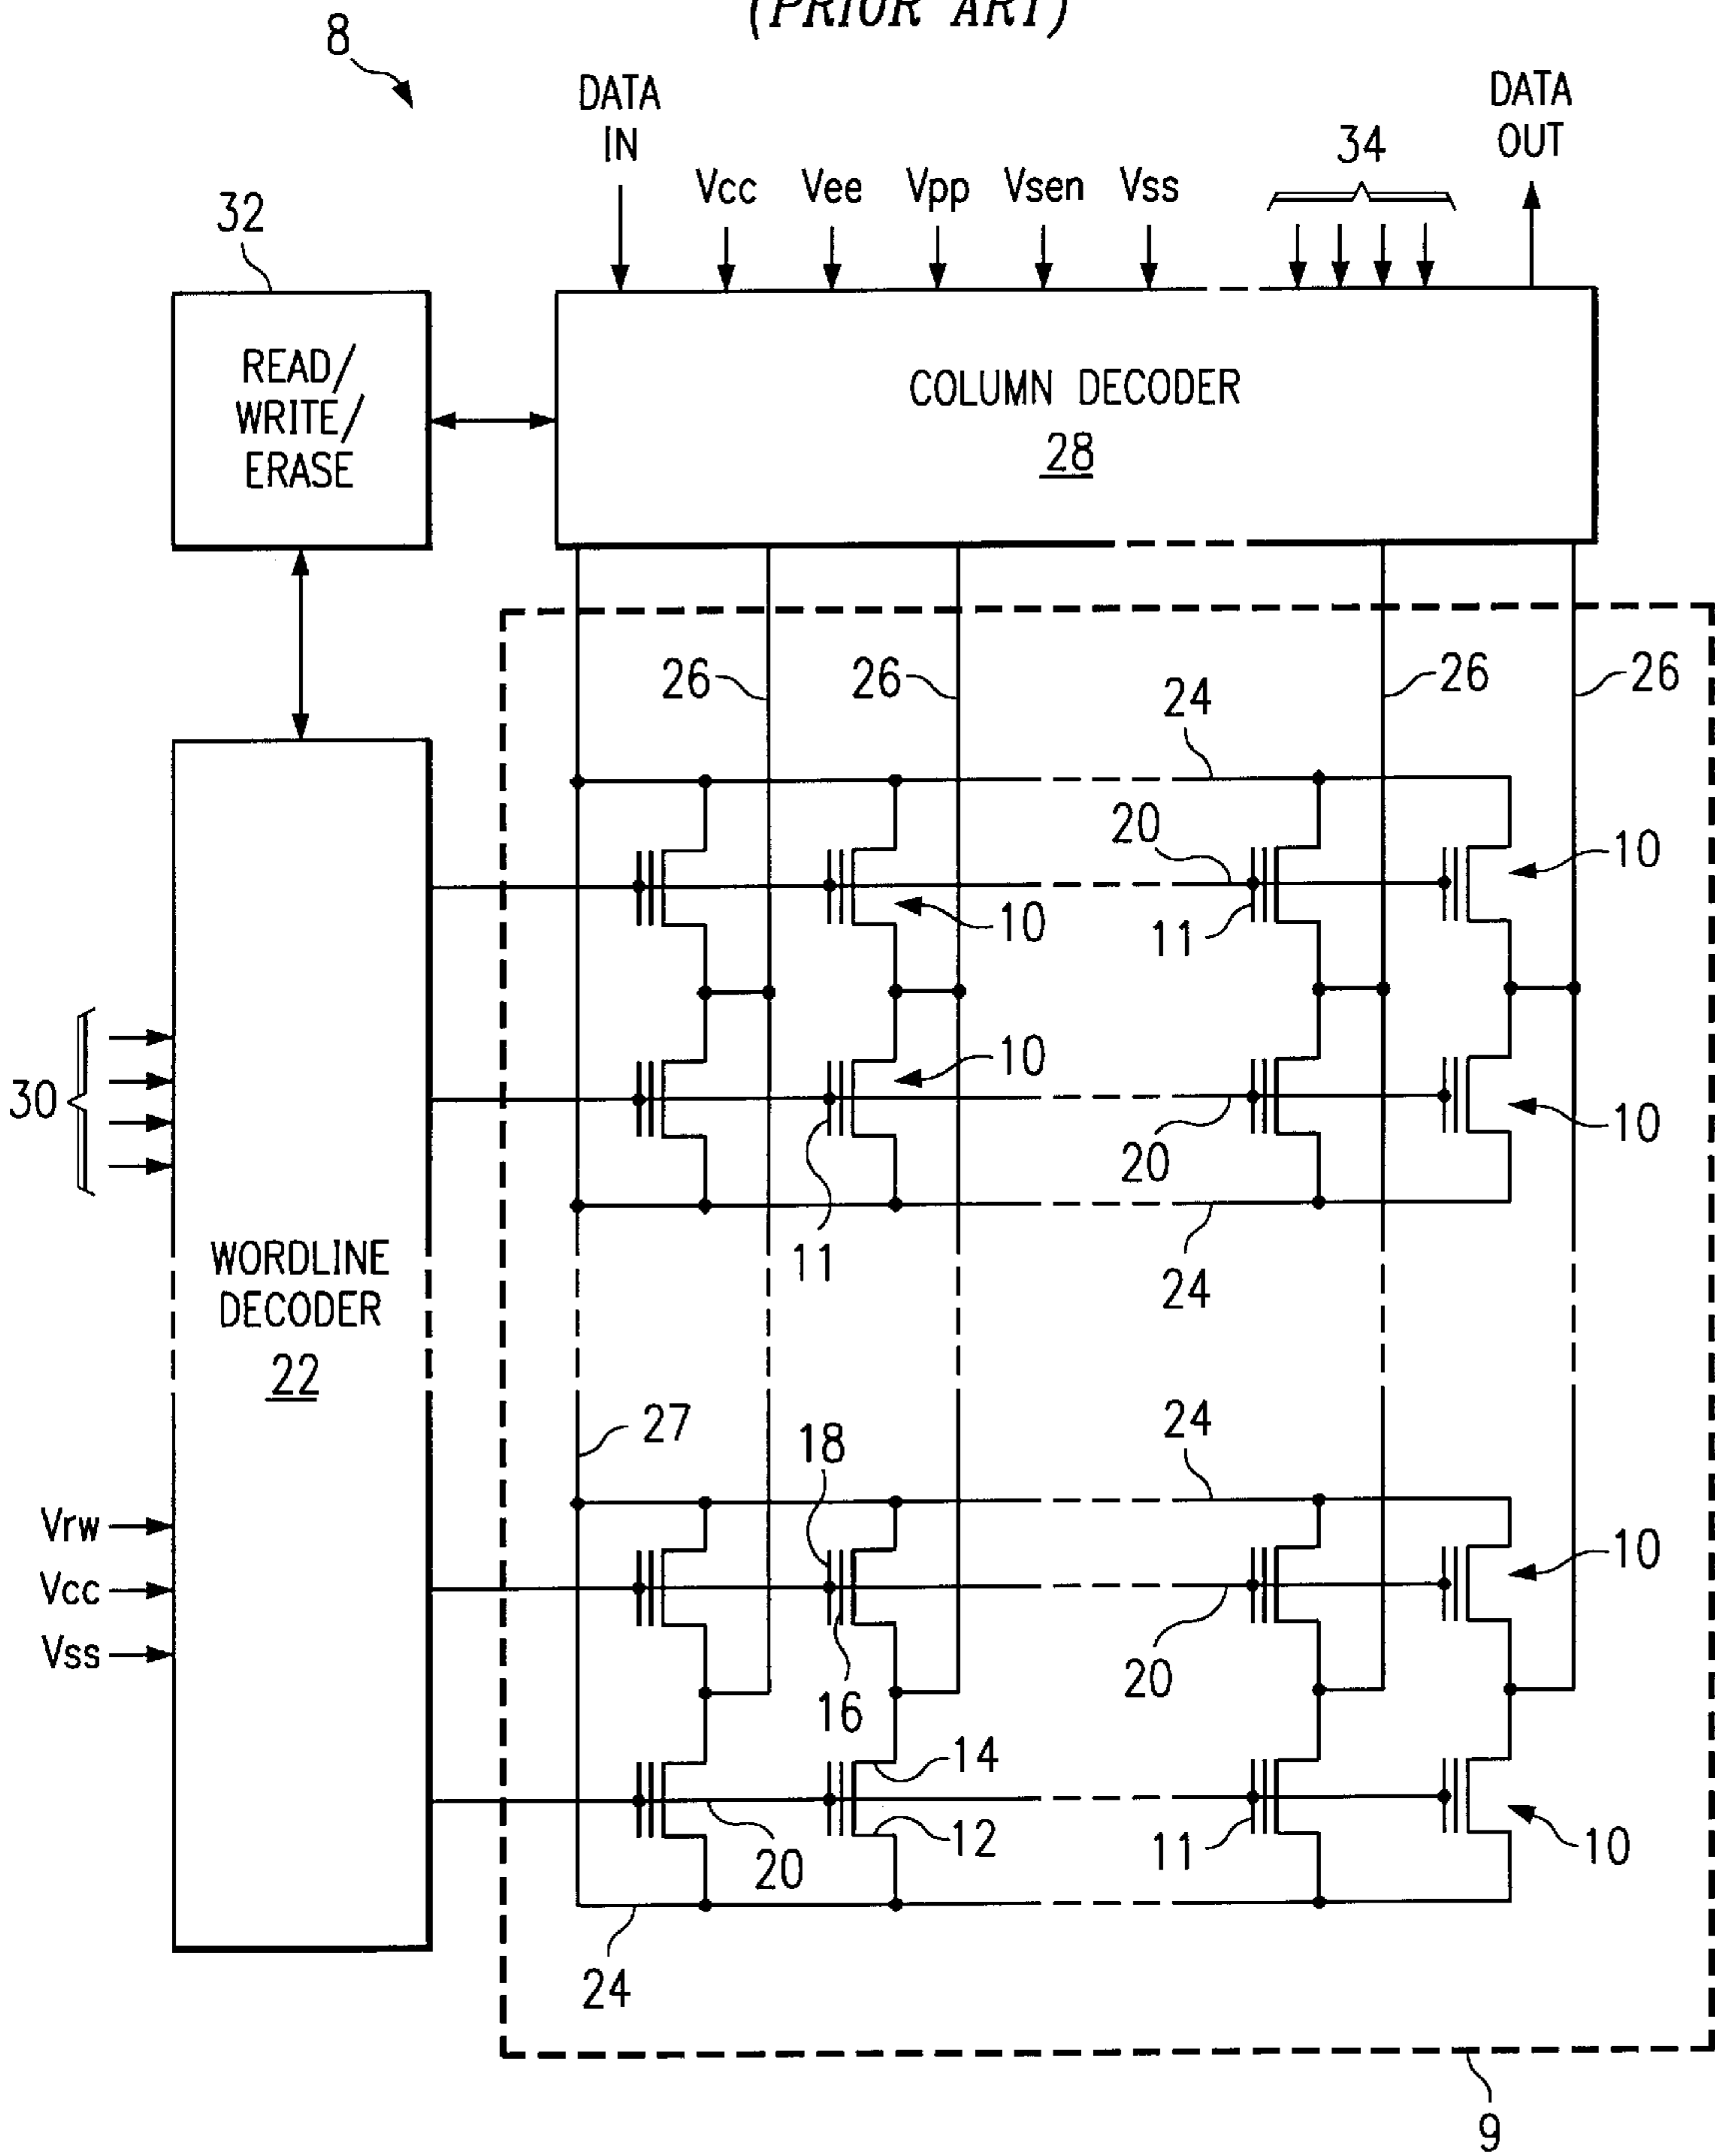 (PRIOR ART)
8
DATA
IN
Vcc
Vee
Vpp
Vsen
Vss
34
DATA
OUT
32
READ/
WRITE/
ERASE
COLUMN DECODER
28
26
26
26
26
24
20
10
11
10
10
30
20
10
11
24
WORDLINE
DECODER
22
27
18
24
Vrw
Vcc
Vss
10
20
16
14
12
20
11
10
24
9